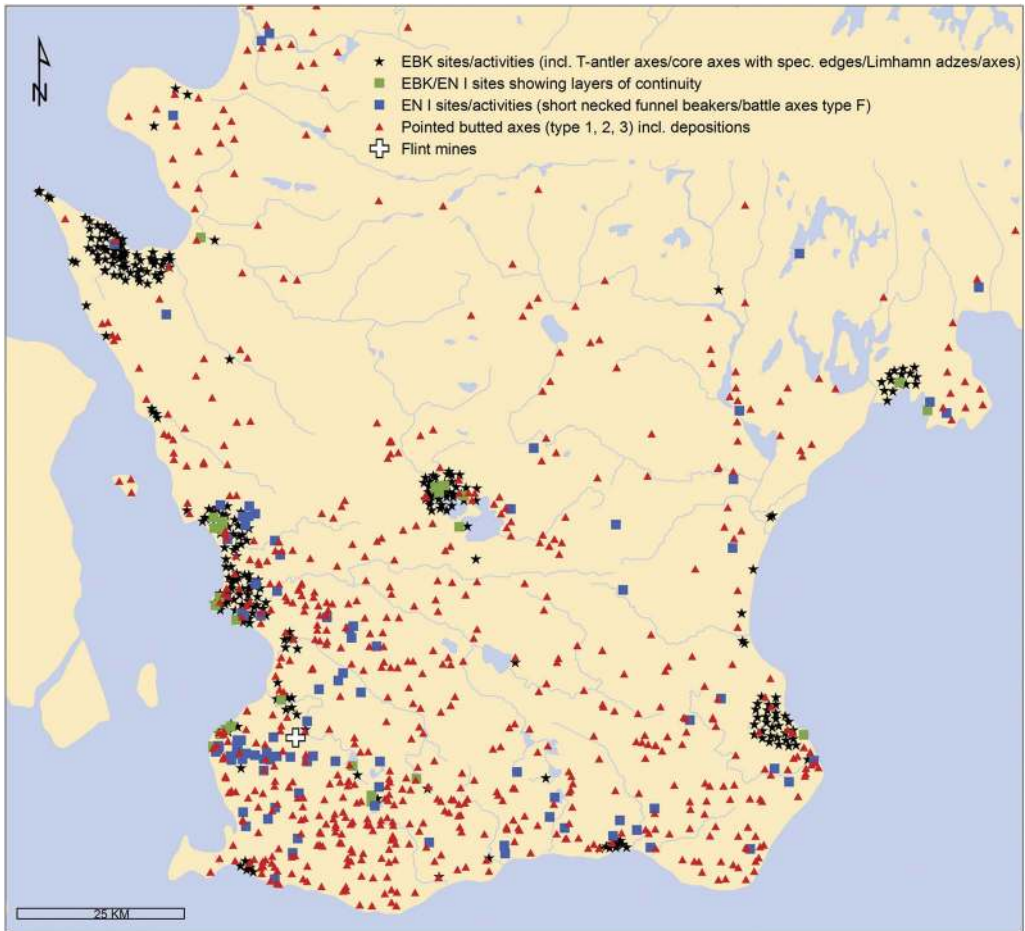 N
EBK sites/activities (incl. T-antler axes/core axes with spec. edges/Limhamn adzes/axes)
EBK/EN I sites showing layers of continuity
EN I sites/activities (short necked funnel beakers/battle axes type F)
Pointed butted axes (type 1, 2, 3) incl. depositions
Flint mines
25 KM